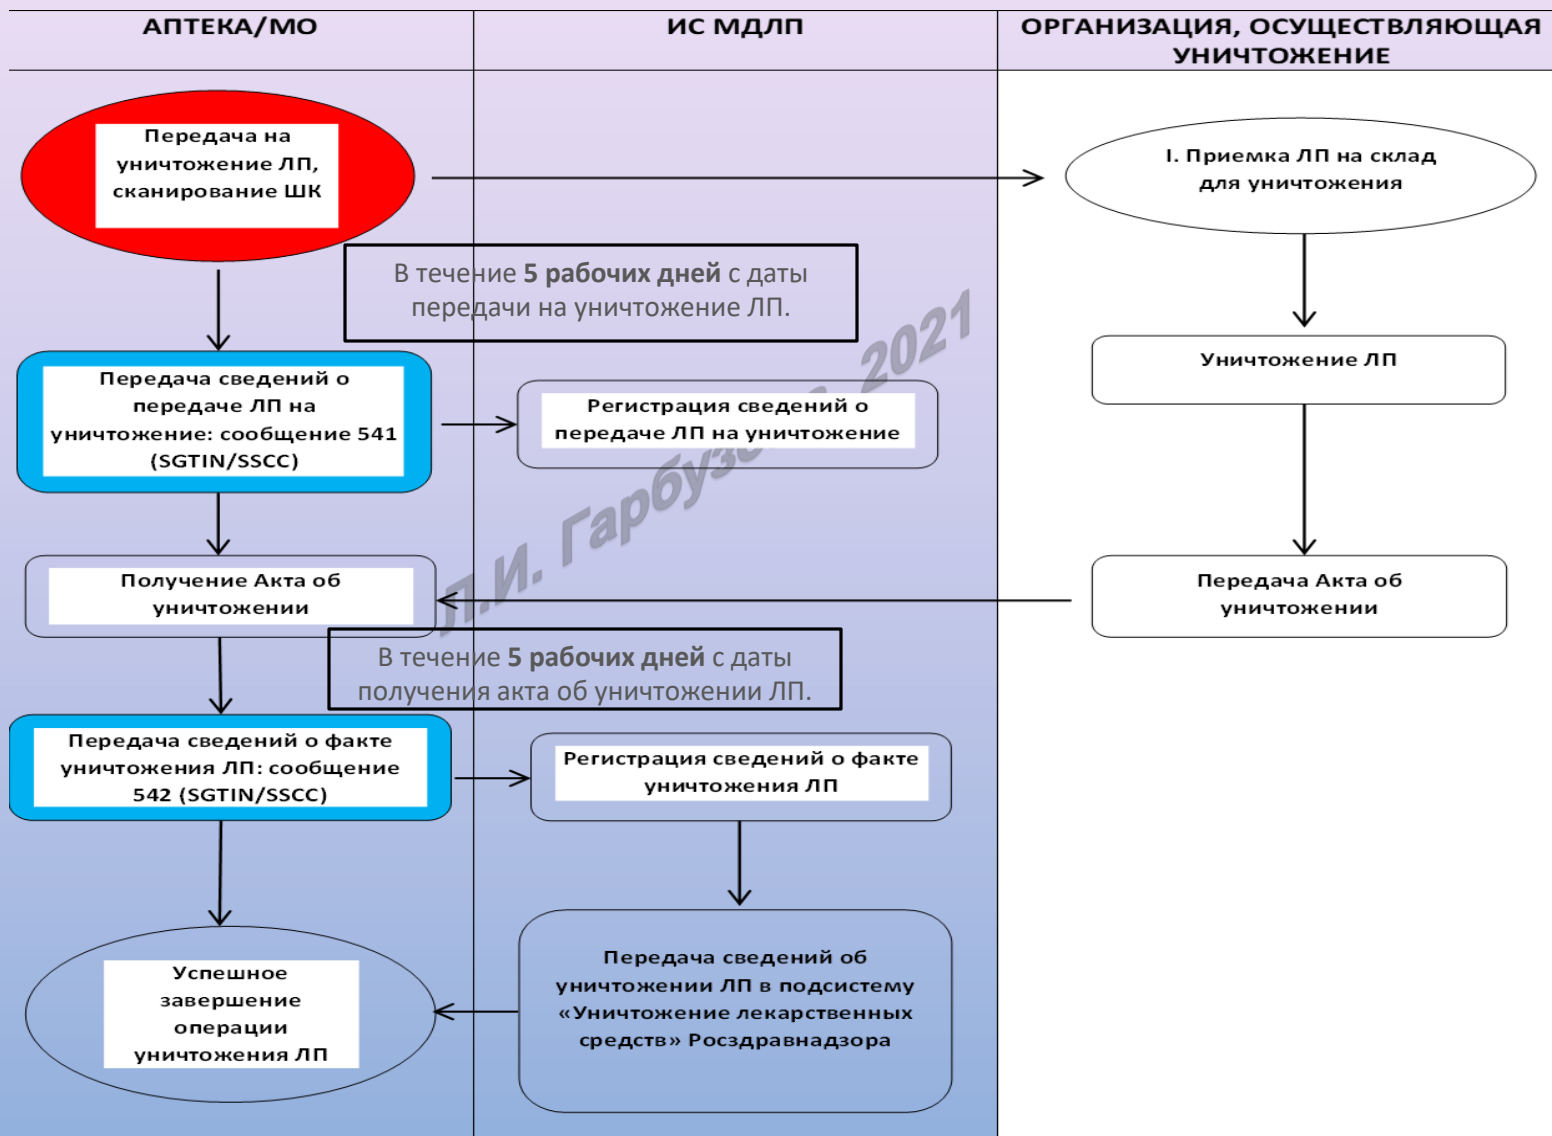 АПТЕКА/МО
ИС МДЛП
ОРГАНИЗАЦИЯ, ОСУЩЕСТВЛЯЮЩАЯ
УНИЧТОЖЕНИЕ
Передача на
уничтожение ЛП,
сканирование ШК
I. Приемка ЛП на склад
для уничтожения
В течение 5 рабочих дней с даты
передачи на уничтожение ЛП.
Передача сведений о
передаче ЛП на
уничтожение: сообщение 541
(SGTIN/SSCC)
Регистрация сведений о
передаче ЛП на уничтожение
Уничтожение ЛП
Л.И. 2021
Получение Акта об
уничтожении
Передача Акта об
уничтожении
В течение 5 рабочих дней с даты
получения акта об уничтожении ЛП.
Передача сведений о факте
уничтожения ЛП: сообщение
542 (SGTIN/SSCC)
Регистрация сведений о факте
уничтожения ЛП
Успешное
завершение
операции
уничтожения ЛП
Передача сведений об
уничтожении ЛП в подсистему
«Уничтожение лекарственных
средств» Росздравнадзора